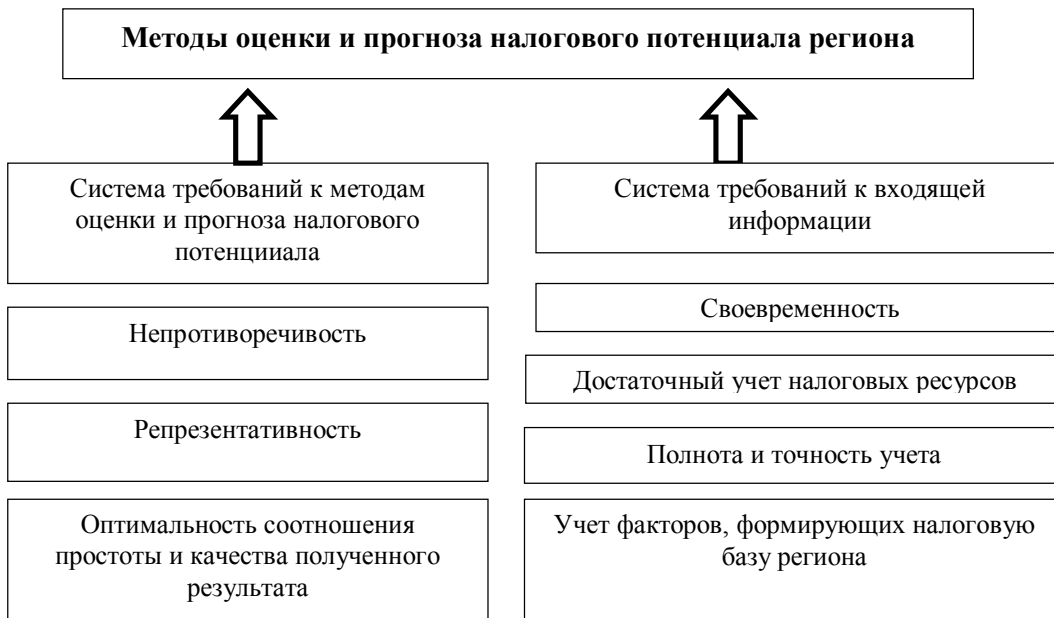 Методы оценки и прогноза налогового потенциала региона
Система требований к методам
оценки и прогноза налогового
потенцииала
Непротиворечивость
Репрезентативность
Оптимальность соотношения
простоты и качества полученного
результата
Система требований к входящей
информации
Своевременность
Достаточный учет налоговых ресурсов
Полнота и точность учета
Учет факторов, формирующих налоговую
базу региона